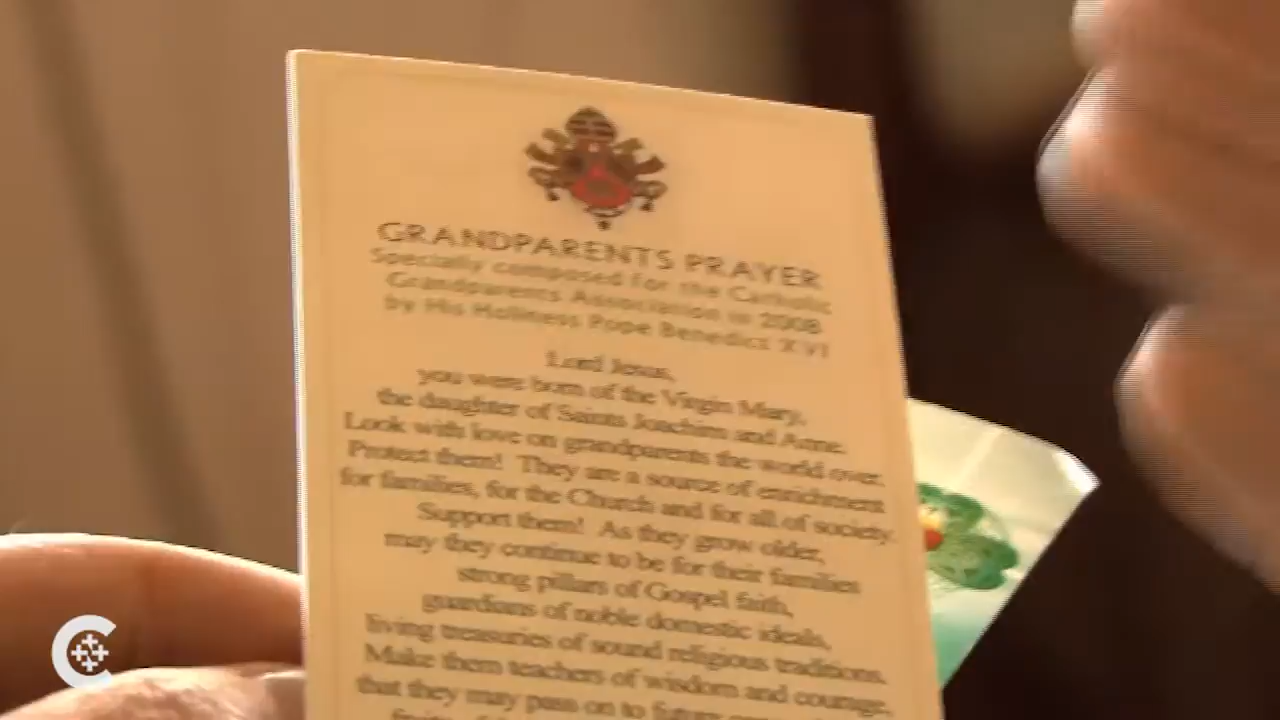 GRANDPARENTS PRAYER
Specially composed for the Catholic
Grandparents Association in 2008
by His Holiness Pope Benedict XVI
Lord Jesus,
you were born of the Virgin Mary,
the daughter of Saints Joachim and Anne.
Look with love on grandparents the world over.
Protect them! They are a source of enrichment
for families, for the Church and for all of society.
Support them! As they grow older,
may they continue to be for their families
strong pillars of Gospel faith,
guardians of noble domestic ideals,
living treasuries of sound religious traditions.
Make them teachers of wisdom and courage,
that they may pass on to future